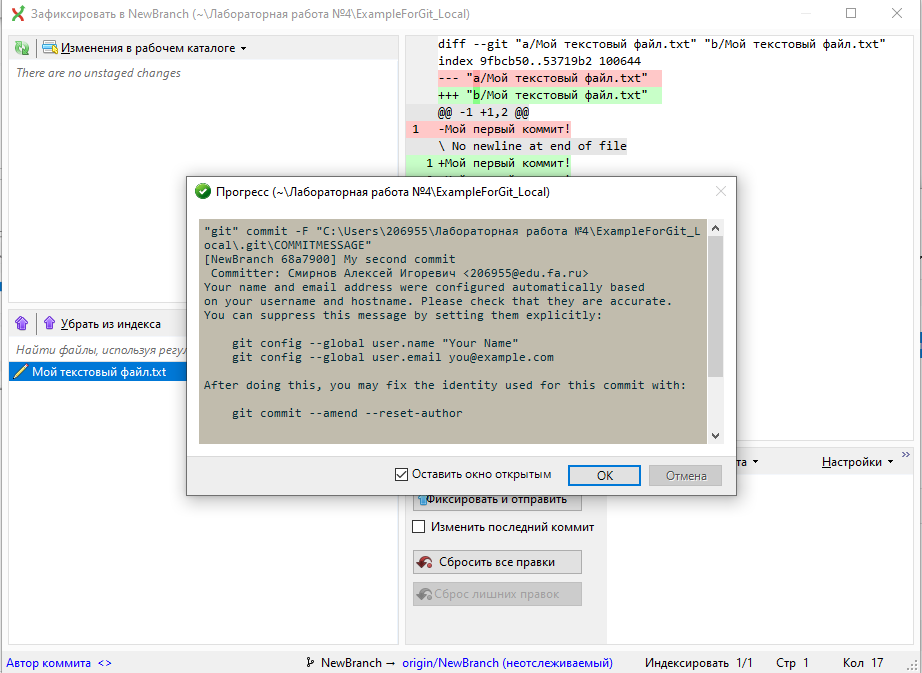 Зафиксировать в NewBranch (~\Лабораторная работа №4\ExampleForGit_Local)
Изменения в рабочем каталоге
There are no unstaged changes
diff --git "a/Мой текстовый файл.txt" "b/Мой текстовый файл.txt"
index 9fbcb50..53719b2 100644
--- "a/Мой текстовый файл.txt"
+++ "b/Мой текстовый файл.txt"
@@ -1 +1,2 @@
1 -Мой первый коммит!
\ No newline at end of file
1 +Мой первый коммит!
Прогресс (~\Лабораторная работа №4\ExampleForGit_Local)
"git" commit -F "C:\Users\206955\Лабораторная работа №4\ExampleForGit_L
ocal\.git\COMMITMESSAGE"
[NewBranch 68a7900] My second commit
Committer: Смирнов Алексей Игоревич <206955@edu.fa.ru>
Your name and email address were configured automatically based
on your username and hostname. Please check that they are accurate.
You can suppress this message by setting them explicitly:
git config --global user.name "Your Name"
git config --global user.email you@example.com
After doing this, you may fix the identity used for this commit with:
git commit --amend --reset-author
Оставить окно открытым
OK
Отмена
Убрать из индекса
Найти файлы, используя регул
Мой текстовый файл.txt
та
Настройки
»
Фиксировать и отправить
Изменить последний коммит
Сбросить все правки
Сброс лишних правок
Автор коммита <>
NewBranch → origin/NewBranch (неотслеживаемый)
Индексировать 1/1
Стр 1
Кол 17